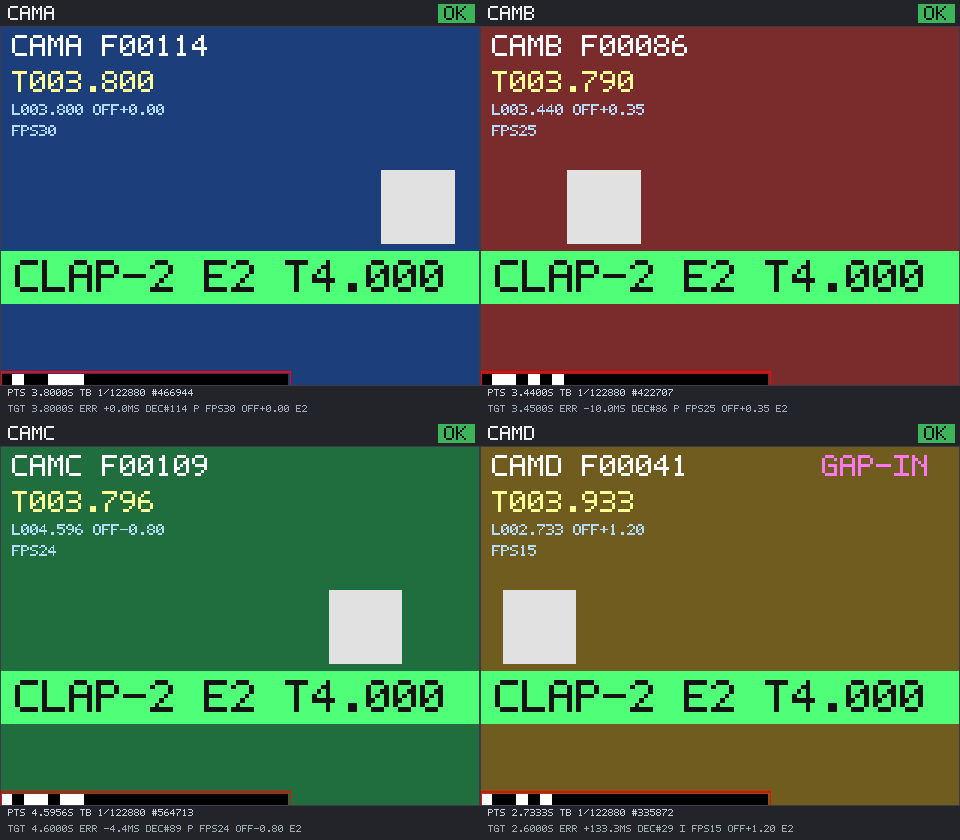 CAMA OK
CAMA F00114
T003.800
L003.800 OFF+0.00
FPS30
CLAP-2 E2 T4.000
PTS 3.8000S TB 1/122880 #466944
TGT 3.8000S ERR +0.0MS DEC#114 P FPS30 OFF+0.00 E2
CAMB OK
CAMB F00086
T003.790
L003.440 OFF+0.35
FPS25
CLAP-2 E2 T4.000
PTS 3.4400S TB 1/122880 #422707
TGT 3.4500S ERR -10.0MS DEC#86 P FPS25 OFF+0.35 E2
CAMC OK
CAMC F00109
T003.796
L004.596 OFF-0.80
FPS24
CLAP-2 E2 T4.000
PTS 4.5956S TB 1/122880 #564713
TGT 4.6000S ERR -4.4MS DEC#89 P FPS24 OFF-0.80 E2
CAMD OK
CAMD F00041 GAP-IN
T003.933
L002.733 OFF+1.20
FPS15
CLAP-2 E2 T4.000
PTS 2.7333S TB 1/122880 #335872
TGT 2.6000S ERR +133.3MS DEC#29 I FPS15 OFF+1.20 E2